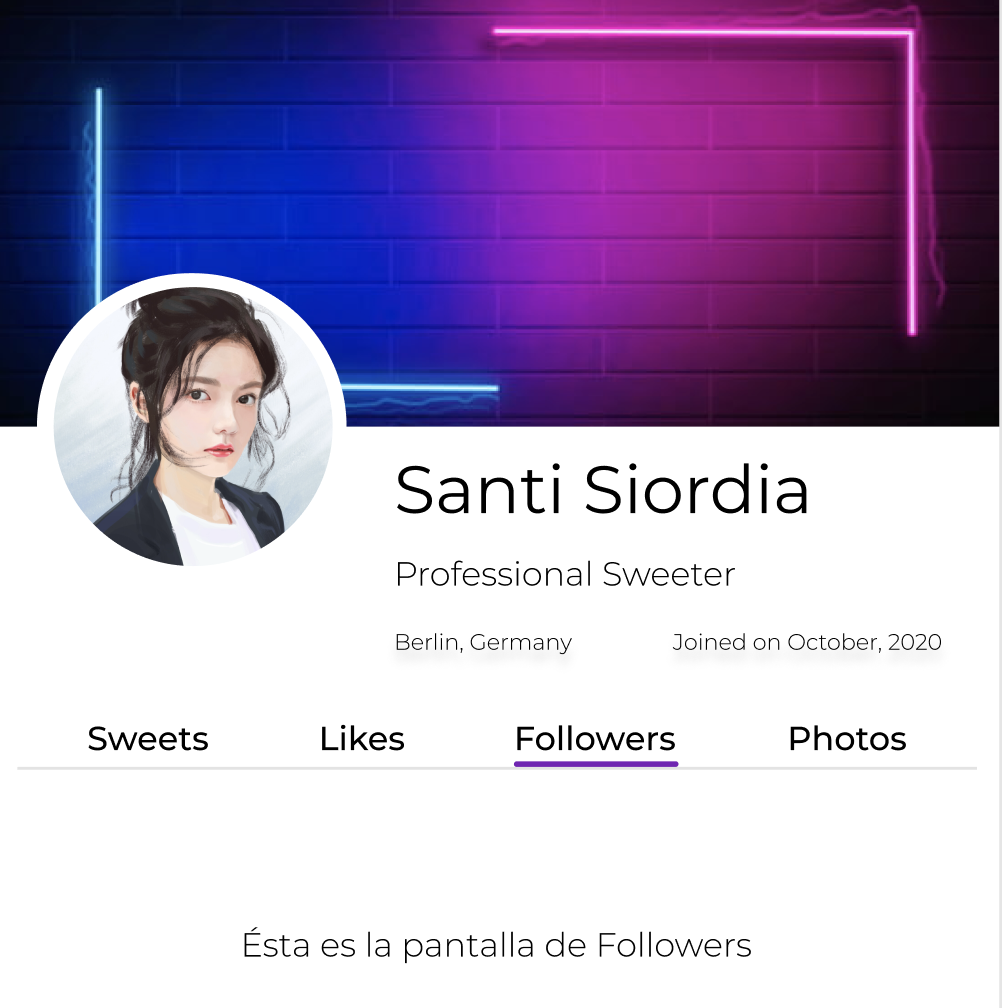 Santi Siordia
Professional Sweeter
Berlin, Germany Joined on October, 2020
Sweets Likes Followers Photos
Ésta es la pantalla de Followers